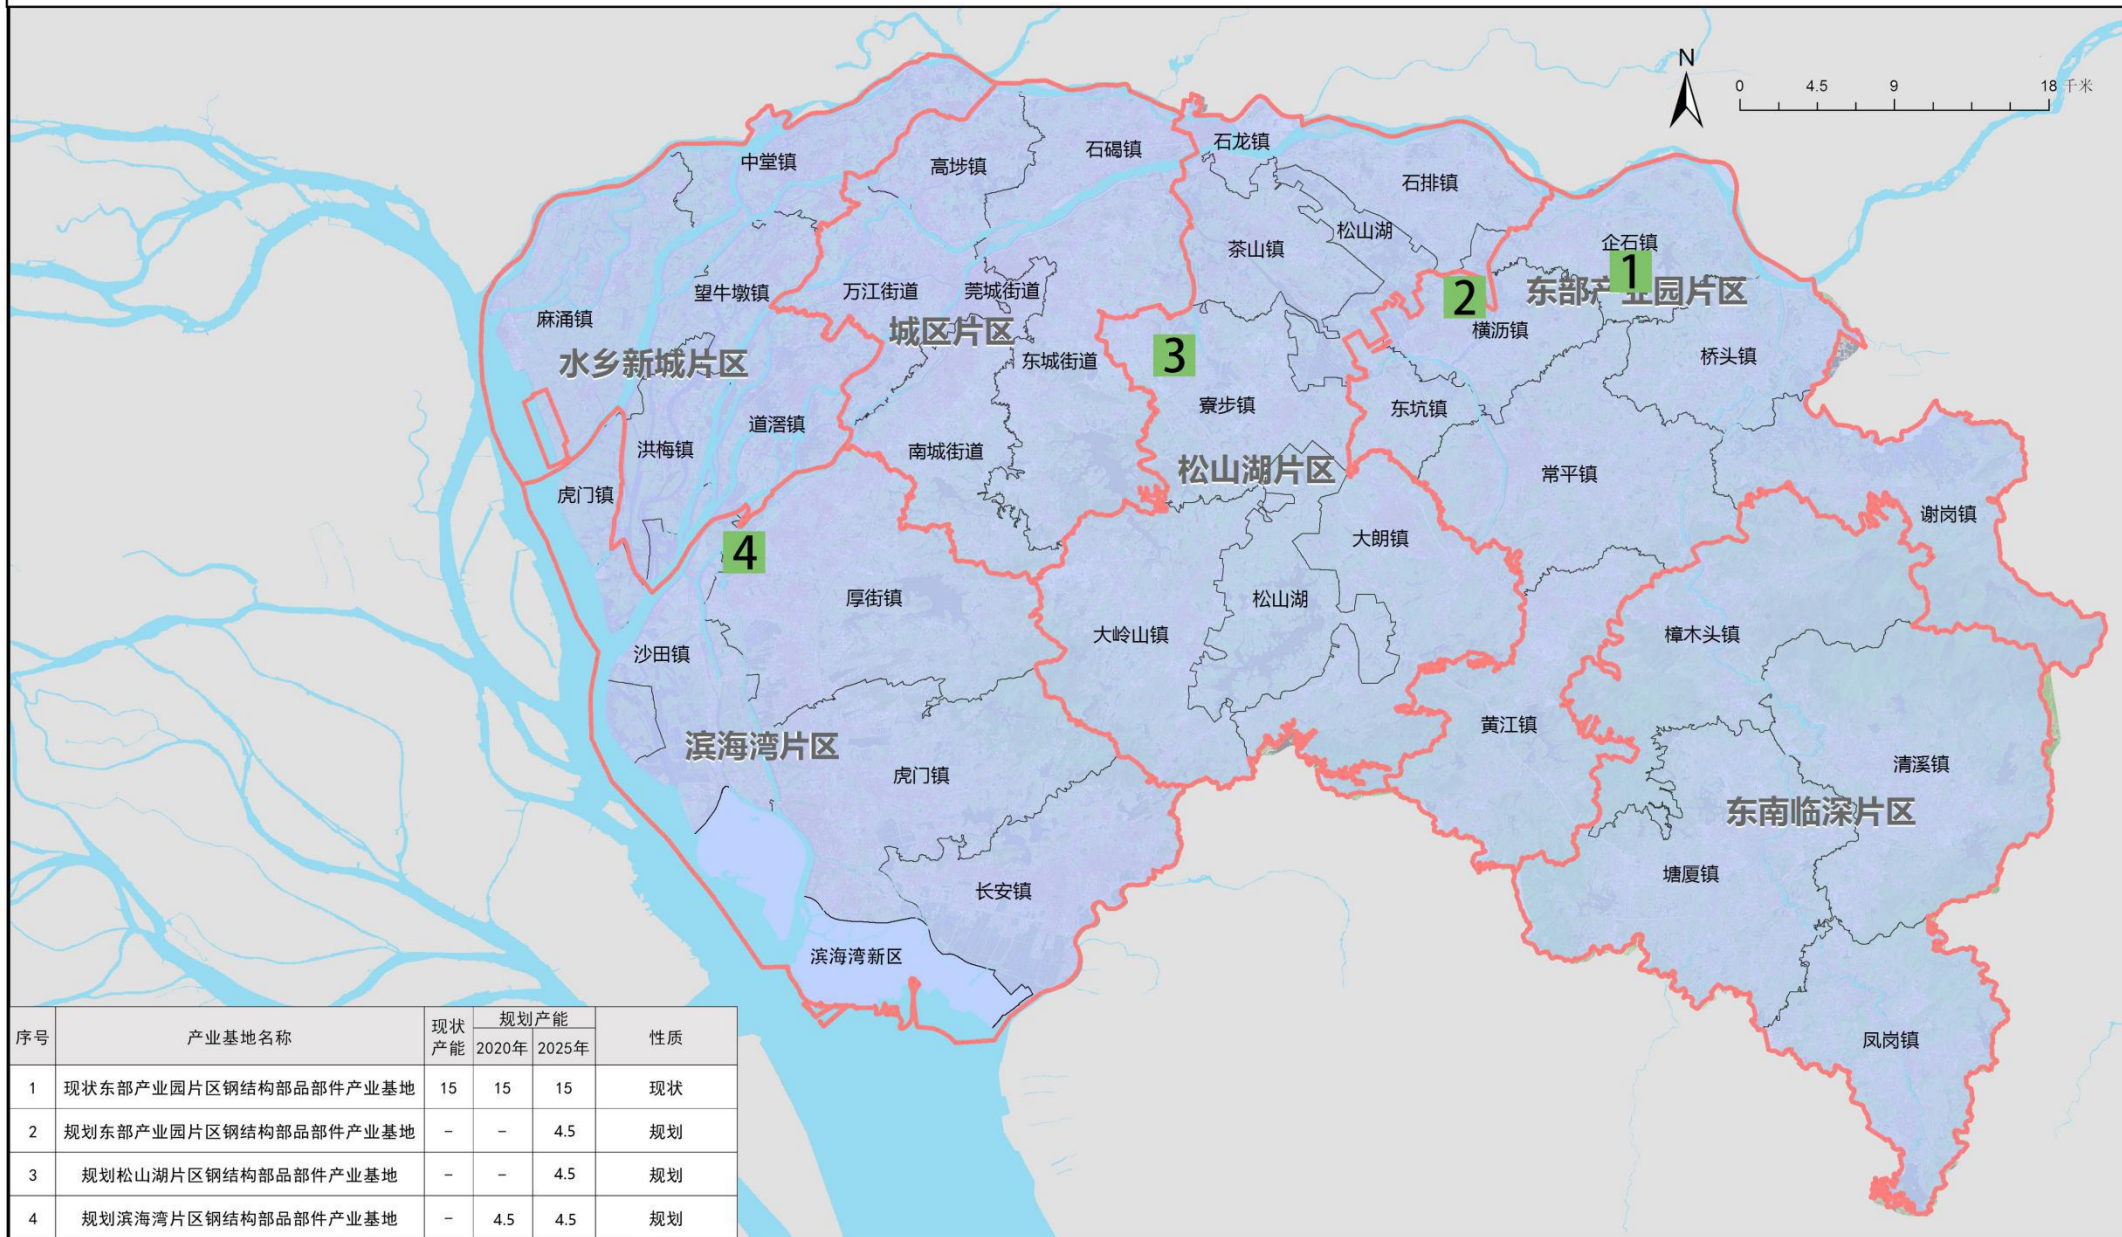 N
0 4.5 9 18 千米
中堂镇
高埗镇
石碣镇
石龙镇
石排镇
松山湖
茶山镇
企石镇
1
东部产业园片区
2
横沥镇
桥头镇
望牛墩镇
万江街道
莞城街道
麻涌镇
水乡新城片区
城区片区
东城街道
3
寮步镇
东坑镇
道滘镇
洪梅镇
南城街道
松山湖片区
常平镇
虎门镇
谢岗镇
4
大朗镇
厚街镇
松山湖
大岭山镇
樟木头镇
沙田镇
黄江镇
滨海湾片区
虎门镇
清溪镇
东南临深片区
塘厦镇
长安镇
滨海湾新区
凤岗镇
序号 产业基地名称 现状产能 规划产能 性质
2020年 2025年
1 现状东部产业园片区钢结构部品部件产业基地 15 15 15 现状
2 规划东部产业园片区钢结构部品部件产业基地 - - 4.5 规划
3 规划松山湖片区钢结构部品部件产业基地 - - 4.5 规划
4 规划滨海湾片区钢结构部品部件产业基地 - 4.5 4.5 规划